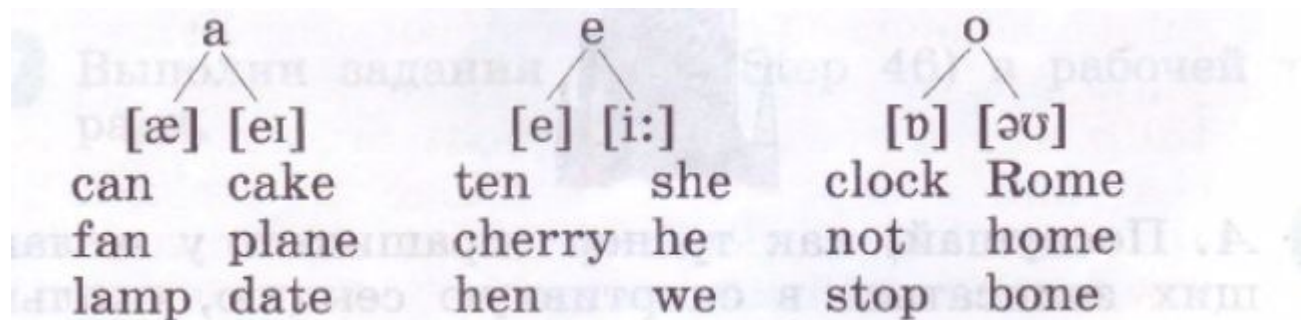 a e o
[æ] [eɪ] [e] [i:] [ɒ] [əʊ]
can cake ten she clock Rome
fan plane cherry he not home
lamp date hen we stop bone